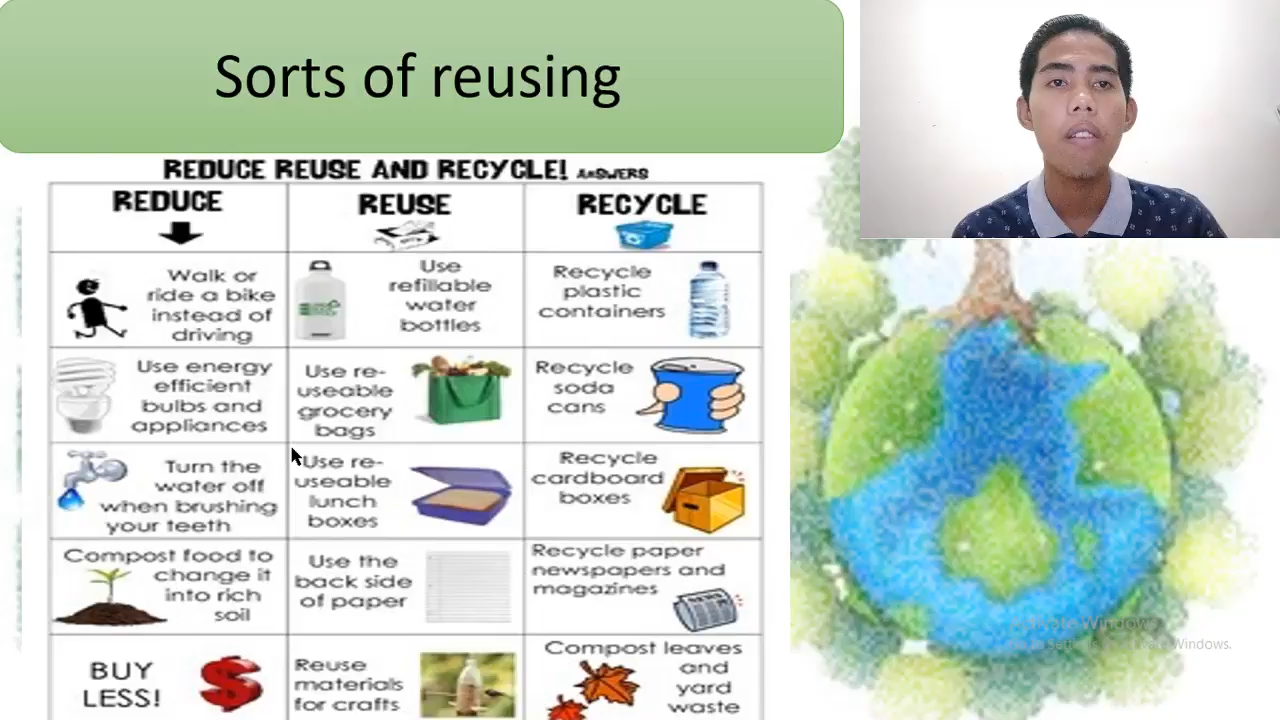 Sorts of reusing
REDUCE REUSE AND RECYCLE! ANSWERS
REDUCE
REUSE
RECYCLE
Walk or
ride a bike
instead of
driving
Use
refillable
water
bottles
Recycle
plastic
containers
Use energy
efficient
bulbs and
appliances
Use re-
useable
grocery
bags
Recycle
soda
cans
Turn the
water off
when brushing
your teeth
Use re-
useable
lunch
boxes
Recycle
cardboard
boxes
Compost food to
change it
into rich
soil
Use the
back side
of paper
Recycle paper
newspapers and
magazines
BUY
LESS!
Reuse
materials
for crafts
Compost leaves
and
yard
waste
Activate Windows
Windows.